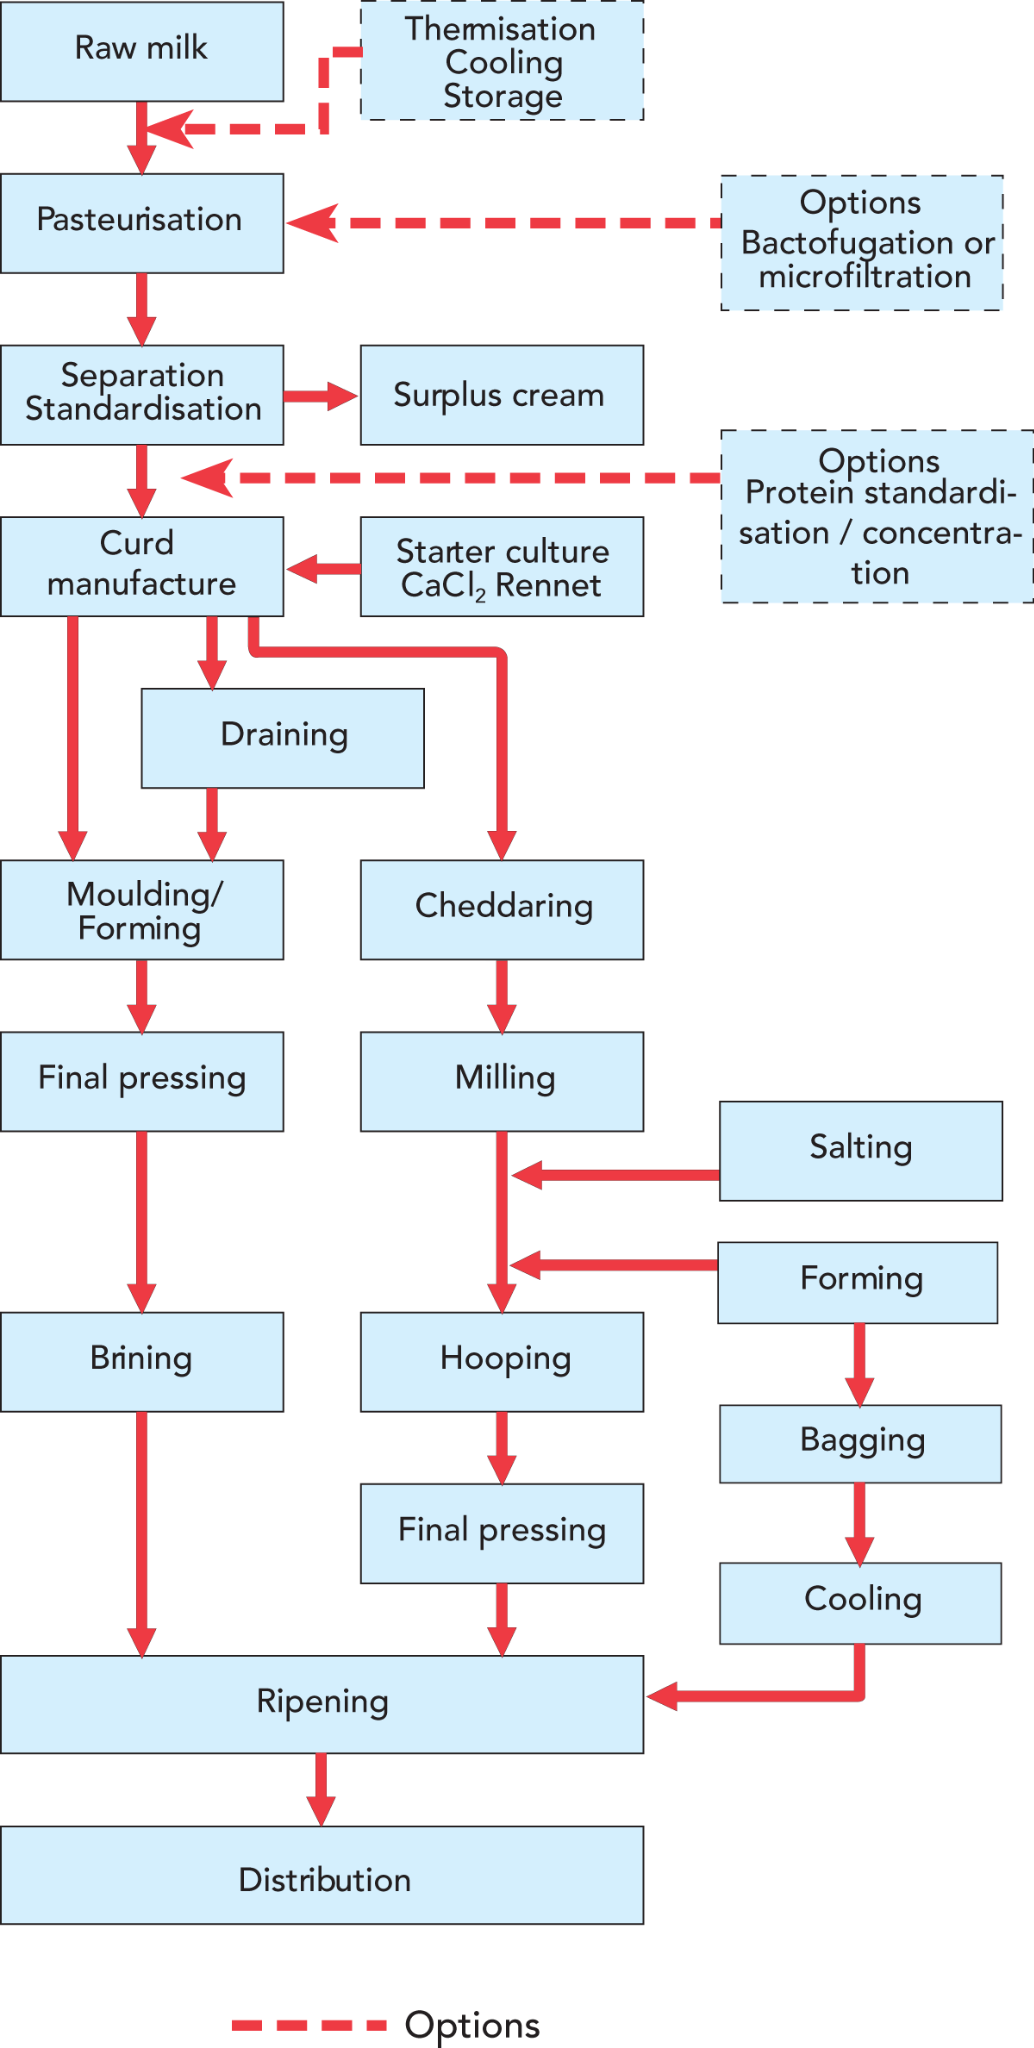 Raw milk
Thermisation
Cooling
Storage
Pasteurisation
Options
Bactofugation or
microfiltration
Separation
Standardisation
Surplus cream
Options
Protein standardi-
sation / concentra-
tion
Curd
manufacture
Starter culture
CaCl₂ Rennet
Draining
Moulding/
Forming
Cheddaring
Final pressing
Milling
Salting
Forming
Brining
Hooping
Bagging
Final pressing
Cooling
Ripening
Distribution
Options